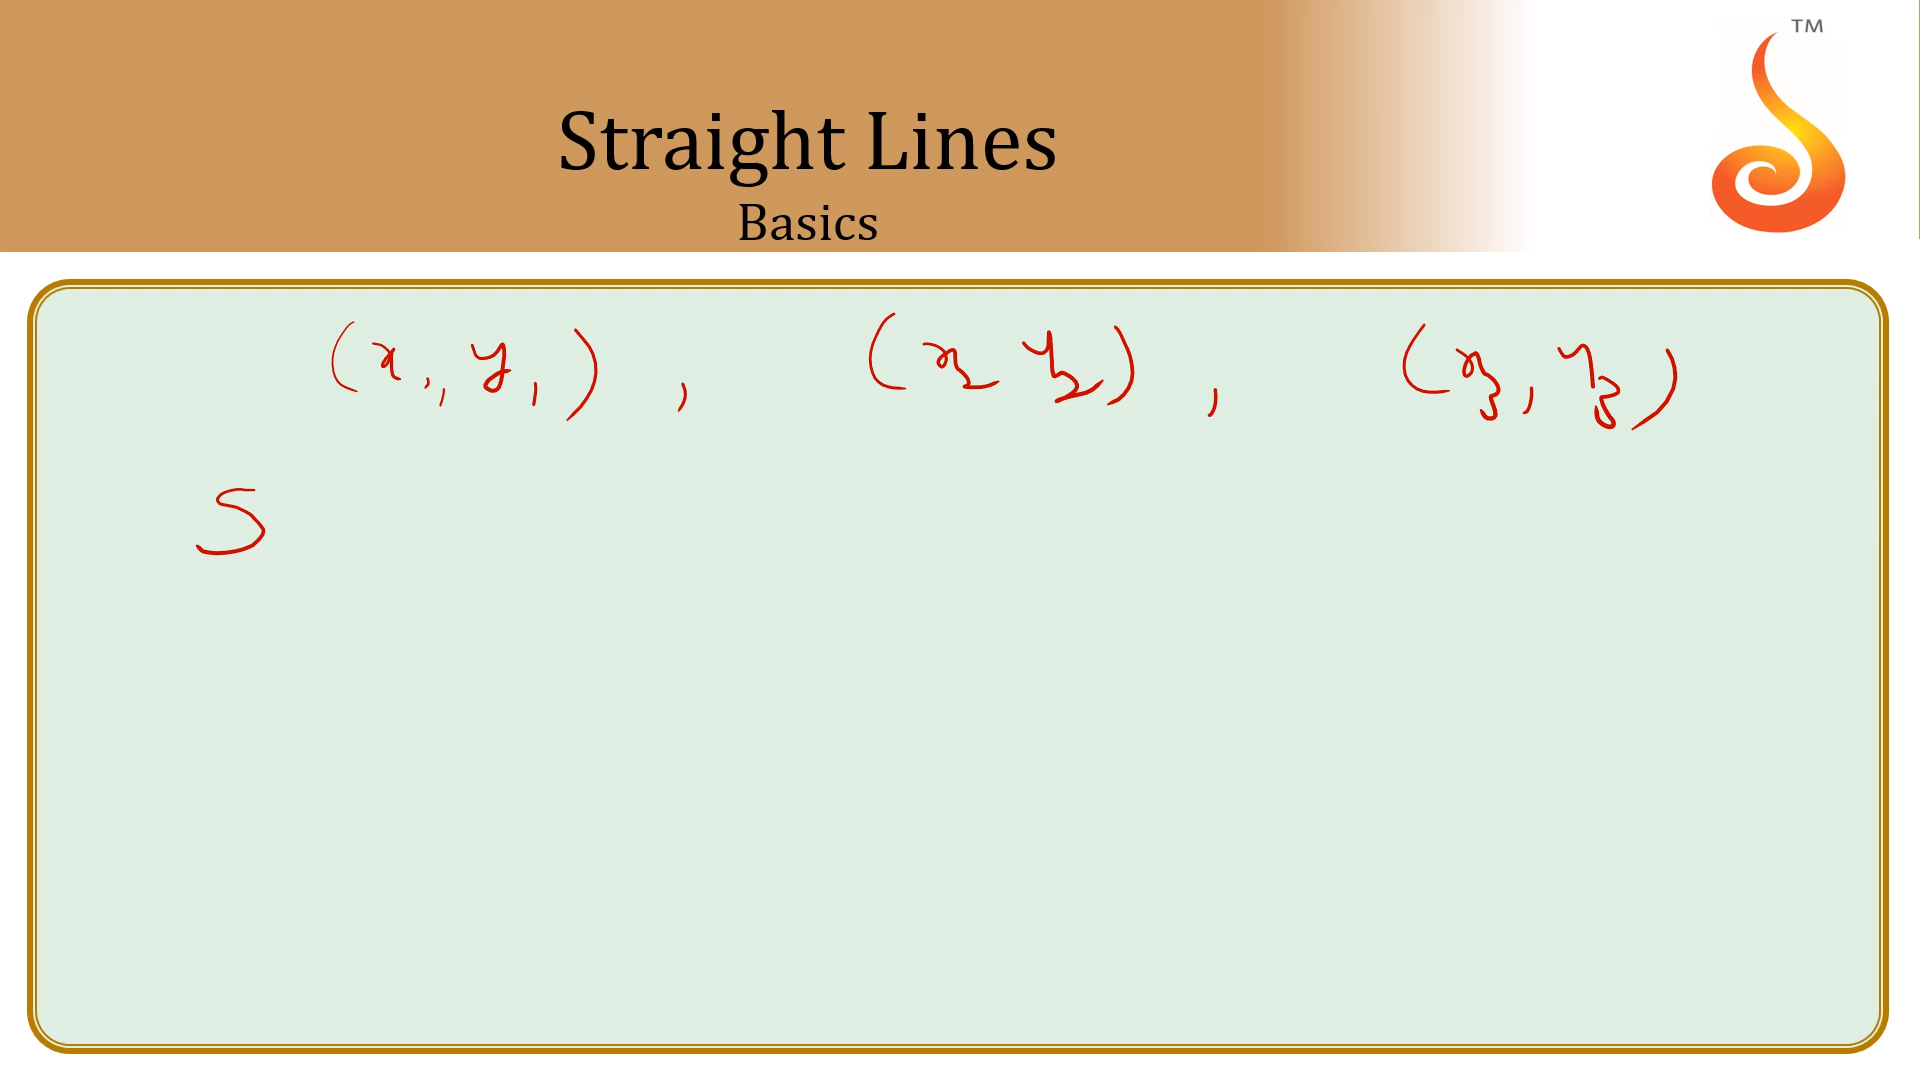 TM
Straight Lines
Basics
(x₁, y₁) , (x₂ y₂) , (x₃, y₃)
S